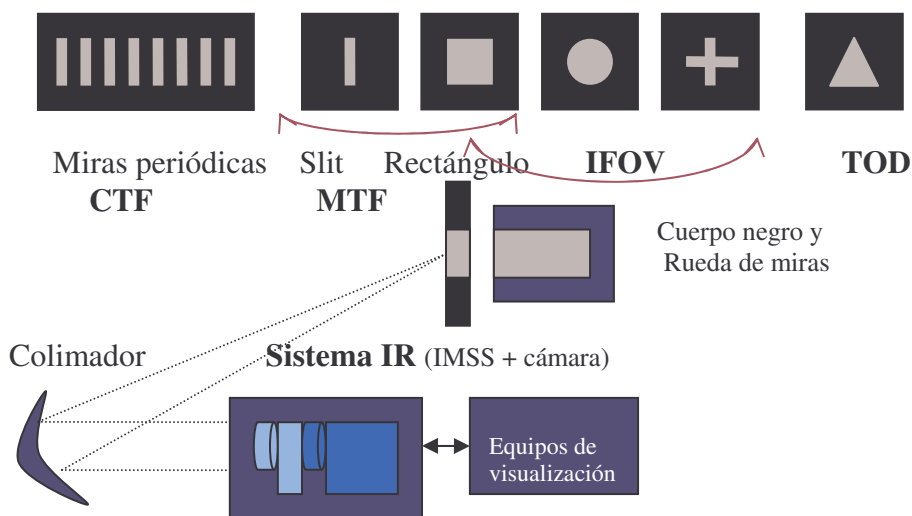 Miras periódicas Slit Rectángulo IFOV TOD
CTF MTF
Cuerpo negro y
Rueda de miras
Colimador Sistema IR (IMSS + cámara)
Equipos de
visualización